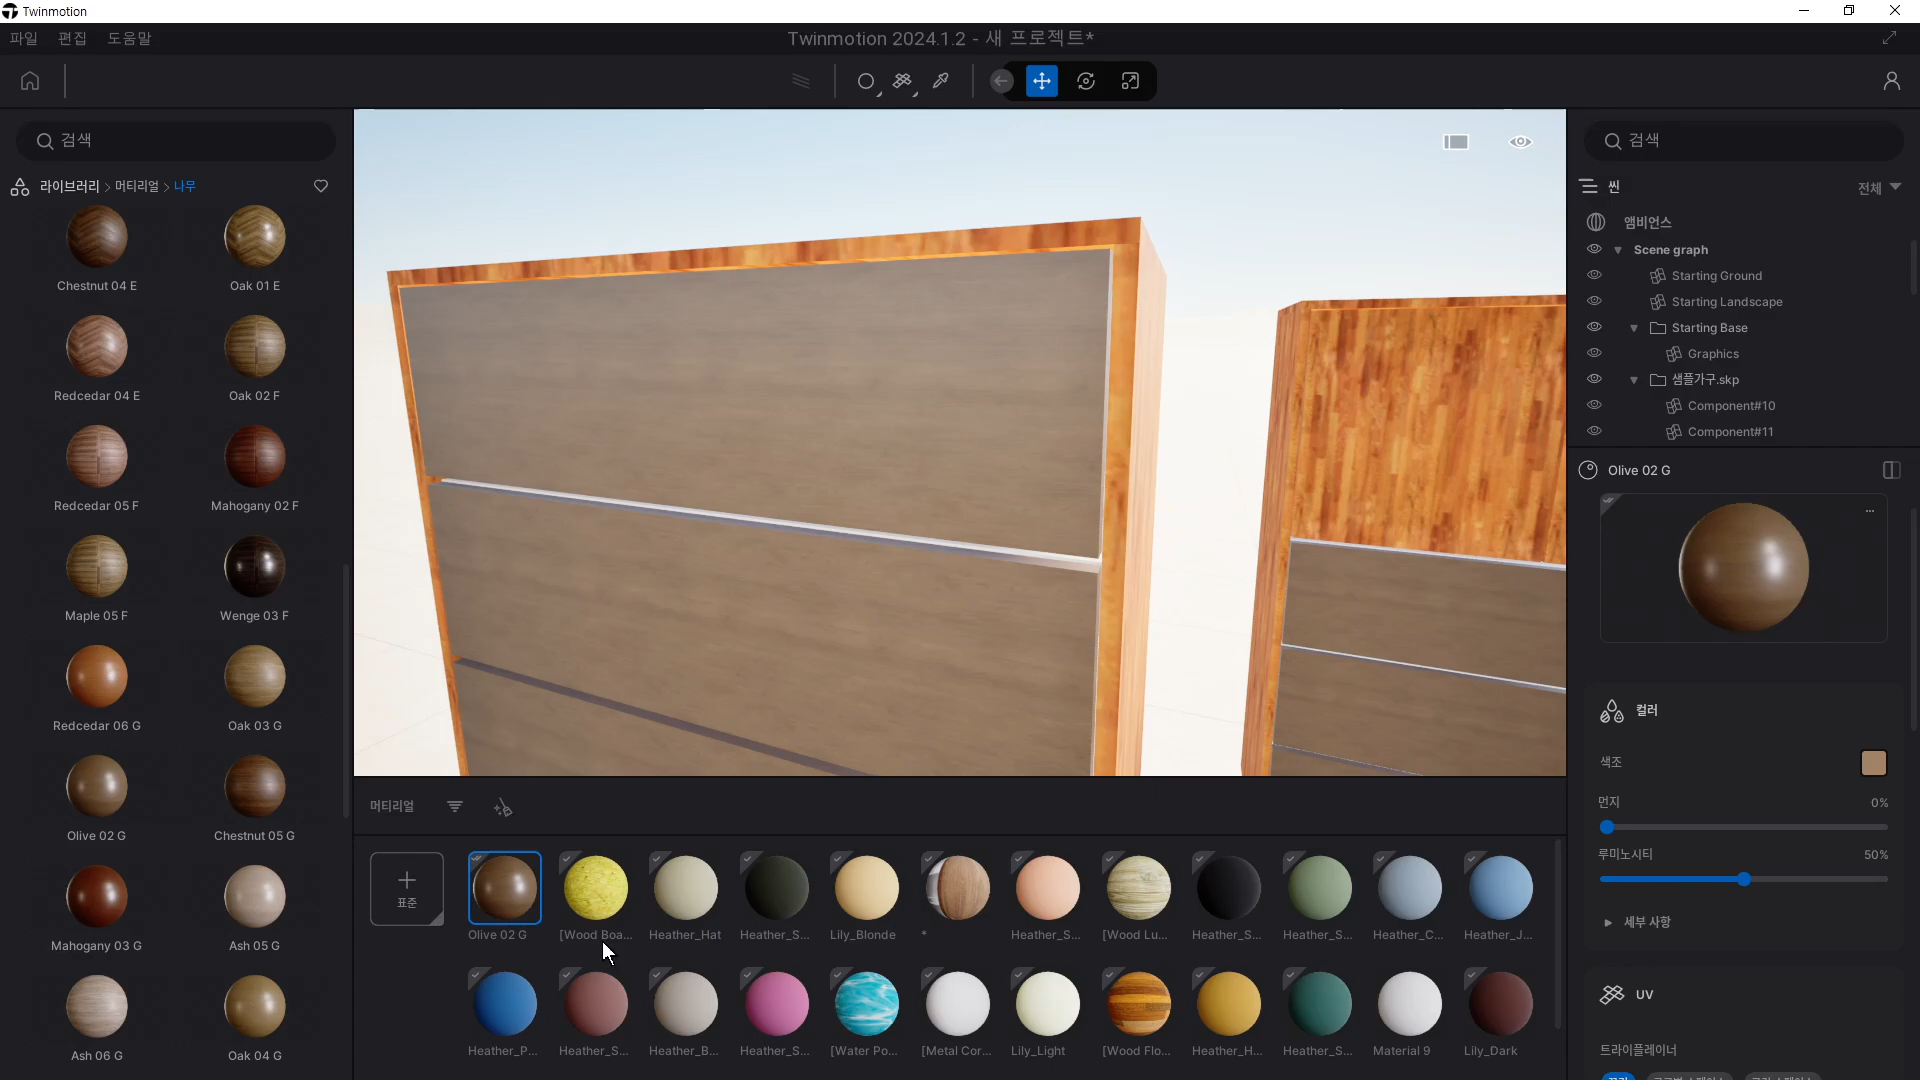 Twinmotion
파일 편집 도움말
Twinmotion 2024.1.2 - 새 프로젝트*
검색
라이브러리 > 머티리얼 > 나무
Chestnut 04 E
Oak 01 E
Redcedar 04 E
Oak 02 F
Redcedar 05 F
Mahogany 02 F
Maple 05 F
Wenge 03 F
Redcedar 06 G
Oak 03 G
Olive 02 G
Chestnut 05 G
Mahogany 03 G
Ash 05 G
Ash 06 G
Oak 04 G
머티리얼
표준
Olive 02 G
[Wood Boa...
Heather_Hat
Heather_S...
Lily_Blonde
*
Heather_S...
[Wood Lu...
Heather_S...
Heather_S...
Heather_C...
Heather_J...
Heather_P...
Heather_S...
Heather_B...
Heather_S...
[Water Po...
[Metal Cor...
Lily_Light
[Wood Flo...
Heather_H...
Heather_S...
Material 9
Lily_Dark
검색
씬
전체
앰비언스
Scene graph
Starting Ground
Starting Landscape
Starting Base
Graphics
샘플가구.skp
Component#10
Component#11
Olive 02 G
...
컬러
색조
먼지
0%
루미노시티
50%
세부 사항
UV
트라이플레이너